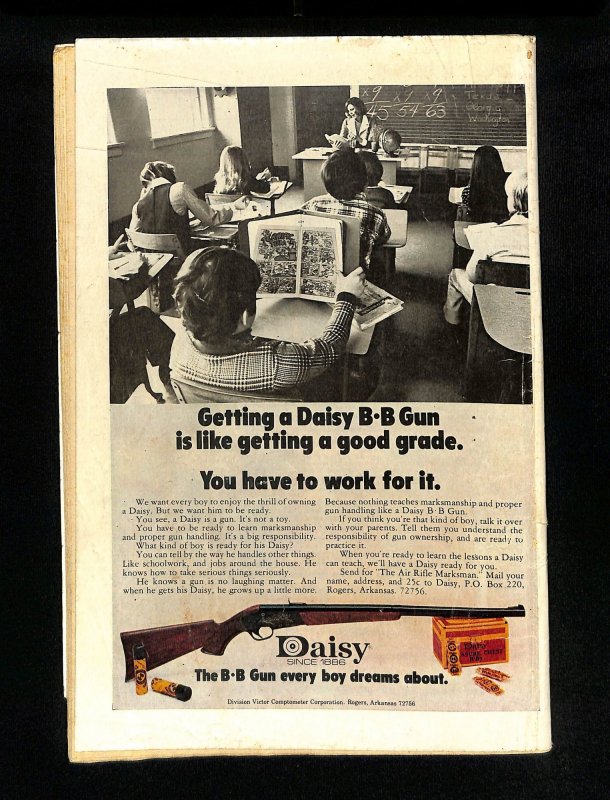 x9 x9 x9
45 54 63
Texas
Georgia
Washington
Getting a Daisy B·B Gun
is like getting a good grade.
You have to work for it.
We want every boy to enjoy the thrill of owning
a Daisy. But we want him to be ready.
You see, a Daisy is a gun. It's not a toy.
You have to be ready to learn marksmanship
and proper gun handling. It's a big responsibility.
What kind of boy is ready for his Daisy?
You can tell by the way he handles other things.
Like schoolwork, and jobs around the house. He
knows how to take serious things seriously.
He knows a gun is no laughing matter. And
when he gets his Daisy, he grows up a little more.
Because nothing teaches marksmanship and proper
gun handling like a Daisy B·B Gun.
If you think you're that kind of boy, talk it over
with your parents. Tell them you understand the
responsibility of gun ownership, and are ready to
practice it.
When you're ready to learn the lessons a Daisy
can teach, we'll have a Daisy ready for you.
Send for "The Air Rifle Marksman." Mail your
name, address, and 25c to Daisy, P.O. Box 220,
Rogers, Arkansas. 72756.
Daisy®
SINCE 1886
The B·B Gun every boy dreams about.
Division Victor Comptometer Corporation. Rogers, Arkansas 72756